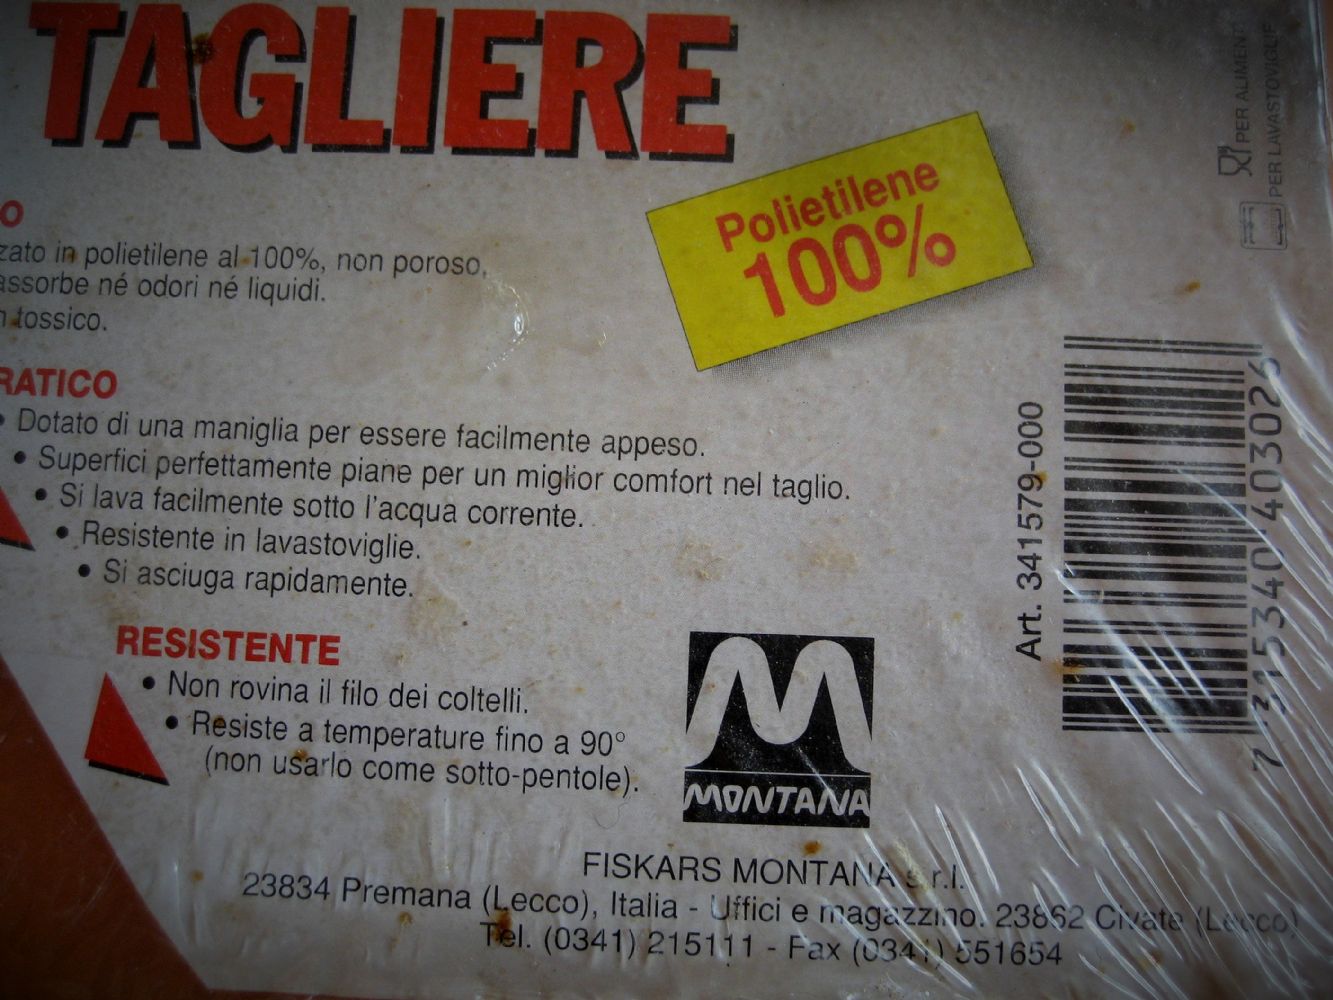 TAGLIERE
Polietilene
100%
PER ALIMENTI
PER LAVASTOVIGLIE
O
zato in polietilene al 100%, non poroso,
assorbe né odori né liquidi.
n tossico.
RATICO
• Dotato di una maniglia per essere facilmente appeso.
• Superfici perfettamente piane per un miglior comfort nel taglio.
• Si lava facilmente sotto l'acqua corrente.
• Resistente in lavastoviglie.
• Si asciuga rapidamente.
RESISTENTE
• Non rovina il filo dei coltelli.
• Resiste a temperature fino a 90°
(non usarlo come sotto-pentole).
MONTANA
Art. 341579-000
7 315340 403026
FISKARS MONTANA s.r.l.
23834 Premana (Lecco), Italia - Uffici e magazzino: 23862 Civate (Lecco)
Tel. (0341) 215111 - Fax (0341) 551654